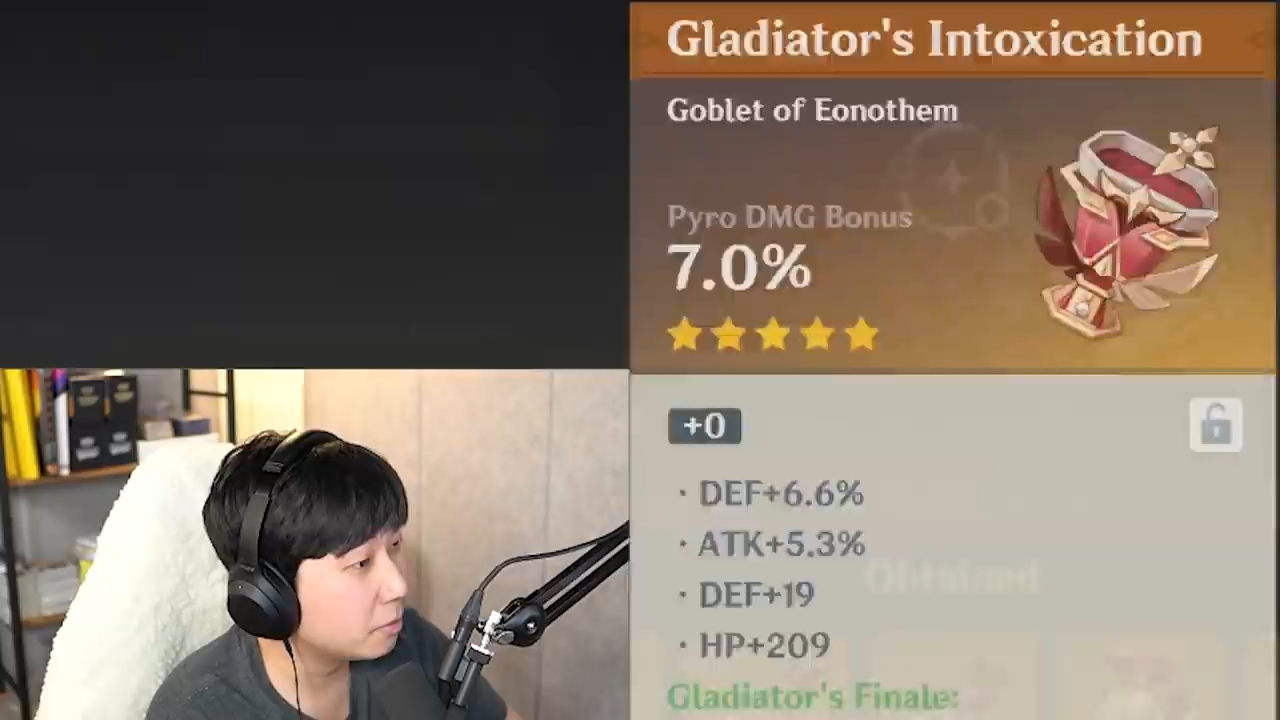 Gladiator's Intoxication
Goblet of Eonothem
Pyro DMG Bonus
7.0%
+0
· DEF+6.6%
· ATK+5.3%
Obtained
· DEF+19
· HP+209
Gladiator's Finale: